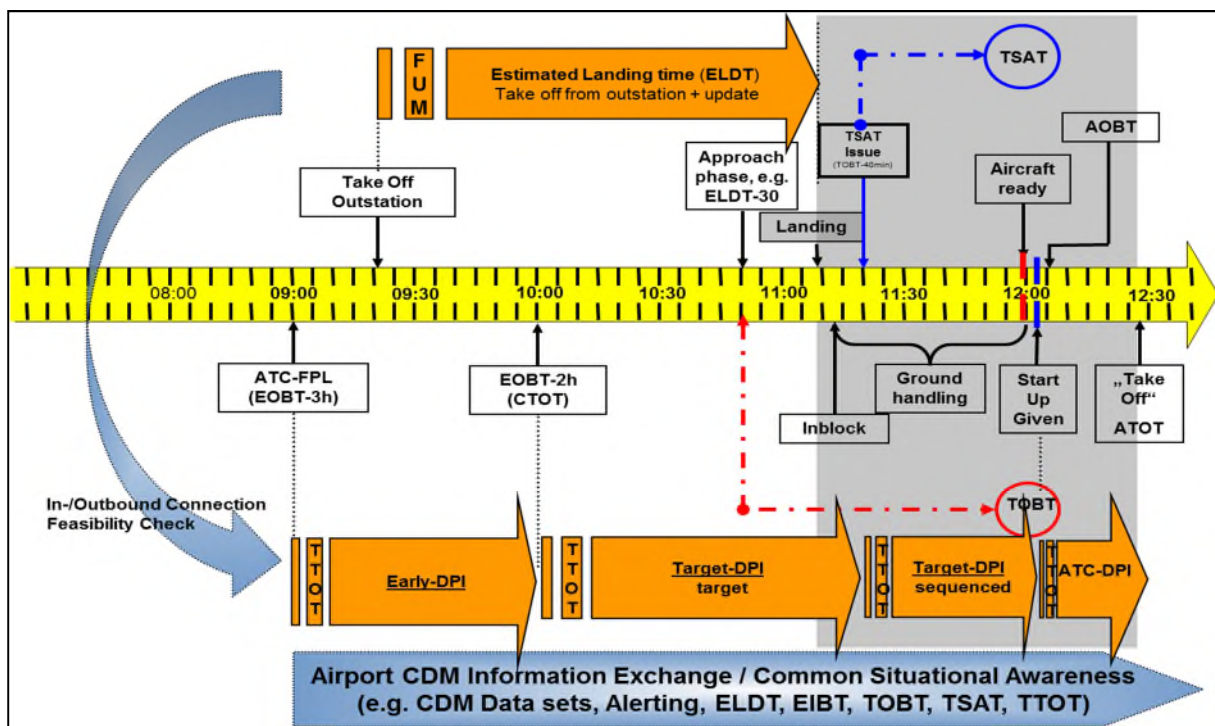 F
U
M
Estimated Landing time (ELDT)
Take off from outstation + update
TSAT
TSAT
Issue
(TOBT-40min)
AOBT
Approach
phase, e.g.
ELDT-30
Aircraft
ready
Take Off
Outstation
Landing
08:00 09:00 09:30 10:00 10:30 11:00 11:30 12:00 12:30
ATC-FPL
(EOBT-3h)
EOBT-2h
(CTOT)
Ground
handling
Start
Up
Given
„Take
Off“
ATOT
Inblock
In-/Outbound Connection
Feasibility Check
TOBT
T
T
O
T
Early-DPI
T
T
O
T
Target-DPI
target
T
T
O
T
Target-DPI
sequenced
T
T
O
T
ATC-DPI
Airport CDM Information Exchange / Common Situational Awareness
(e.g. CDM Data sets, Alerting, ELDT, EIBT, TOBT, TSAT, TTOT)